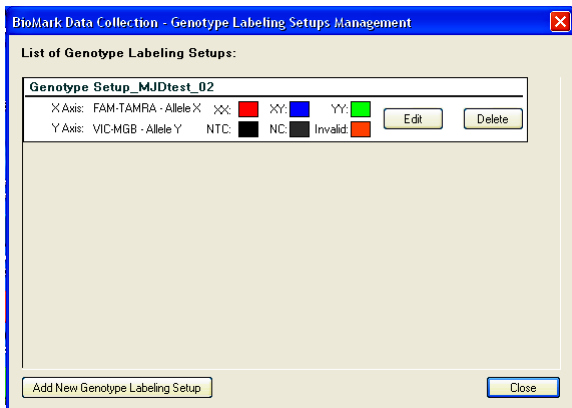 BioMark Data Collection - Genotype Labeling Setups Management
List of Genotype Labeling Setups:
Genotype Setup_MJDtest_02
X Axis: FAM-TAMRA - Allele X XX: XY: YY:
Y Axis: VIC-MGB - Allele Y NTC: NC: Invalid:
Edit Delete
Add New Genotype Labeling Setup Close